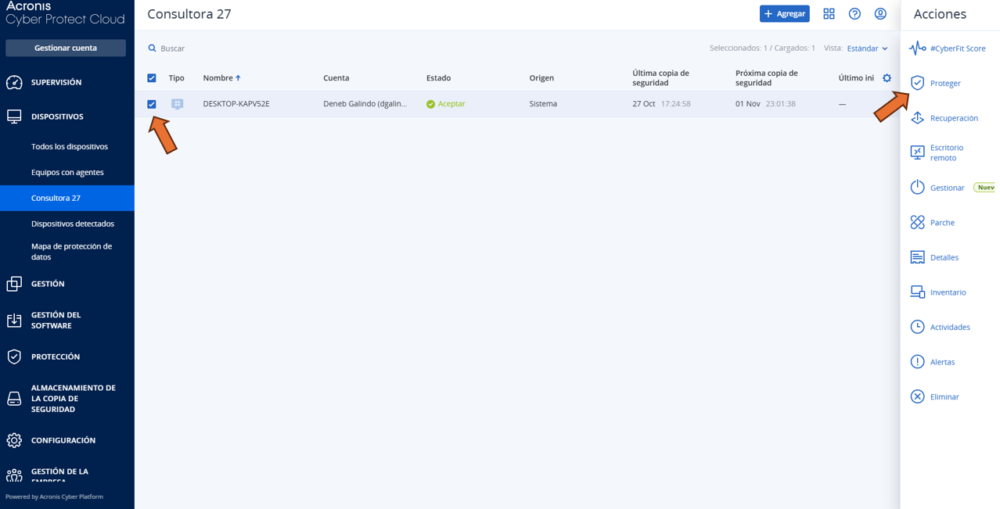 Acronis
Cyber Protect Cloud
Gestionar cuenta
SUPERVISIÓN
DISPOSITIVOS
Todos los dispositivos
Equipos con agentes
Consultora 27
Dispositivos detectados
Mapa de protección de
datos
GESTIÓN
GESTIÓN DEL
SOFTWARE
PROTECCIÓN
ALMACENAMIENTO DE
LA COPIA DE
SEGURIDAD
CONFIGURACIÓN
GESTIÓN DE LA
EMPRESA
Powered by Acronis Cyber Platform
Consultora 27
Agregar
Buscar
Seleccionados: 1 / Cargados: 1 Vista: Estándar
Tipo Nombre Cuenta Estado Origen Última copia de seguridad Próxima copia de seguridad Último ini
DESKTOP-KAPV52E Deneb Galindo (dgalin... Aceptar Sistema 27 Oct 17:24:58 01 Nov 23:01:38 —
Acciones
#CyberFit Score
Proteger
Recuperación
Escritorio
remoto
Gestionar Nuev
Parche
Detalles
Inventario
Actividades
Alertas
Eliminar